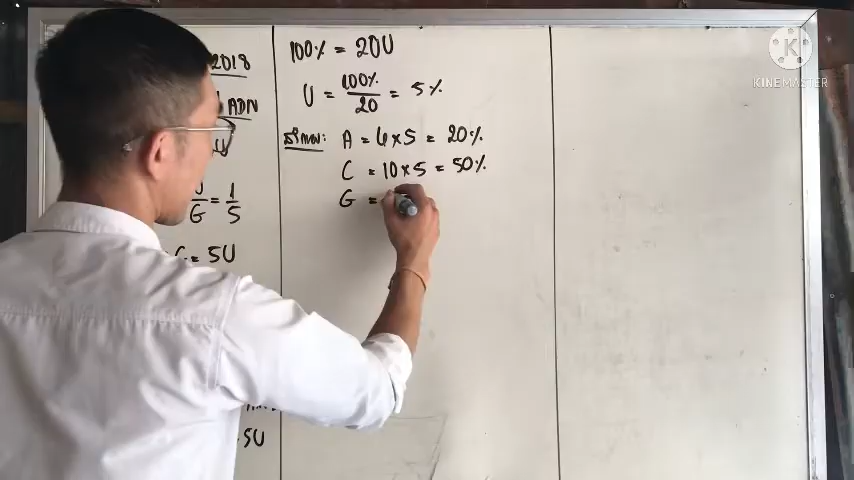 2018
ADN
U/G = 1/5
G = 5U
5U
100% = 20U
U = 100%/20 = 5%
A = 4×5 = 20%
C = 10×5 = 50%
G =
KINEMASTER